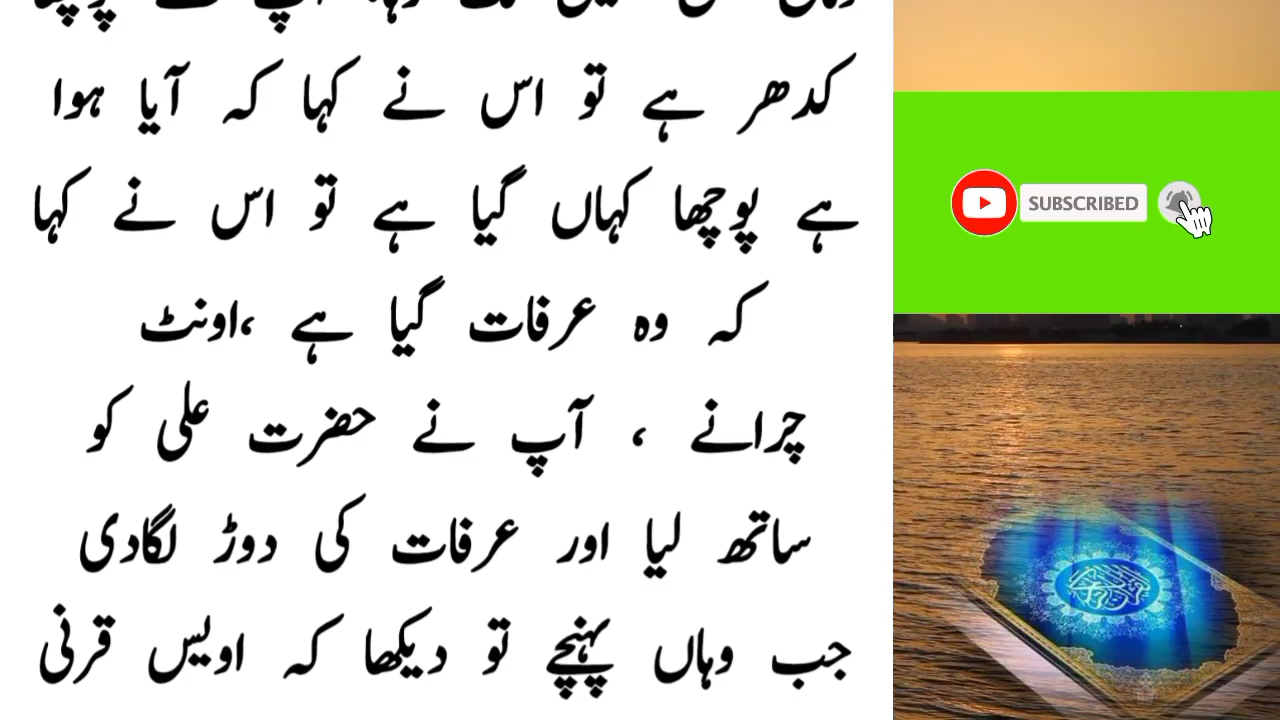 کدھر ہے تو اس نے کہا کہ آیا ہوا
ہے پوچھا کہاں گیا ہے تو اس نے کہا
کہ وہ عرفات گیا ہے ،اونٹ
چرانے ، آپ نے حضرت علی کو
ساتھ لیا اور عرفات کی دوڑ لگادی
جب وہاں پہنچے تو دیکھا کہ اویس قرنی
SUBSCRIBED